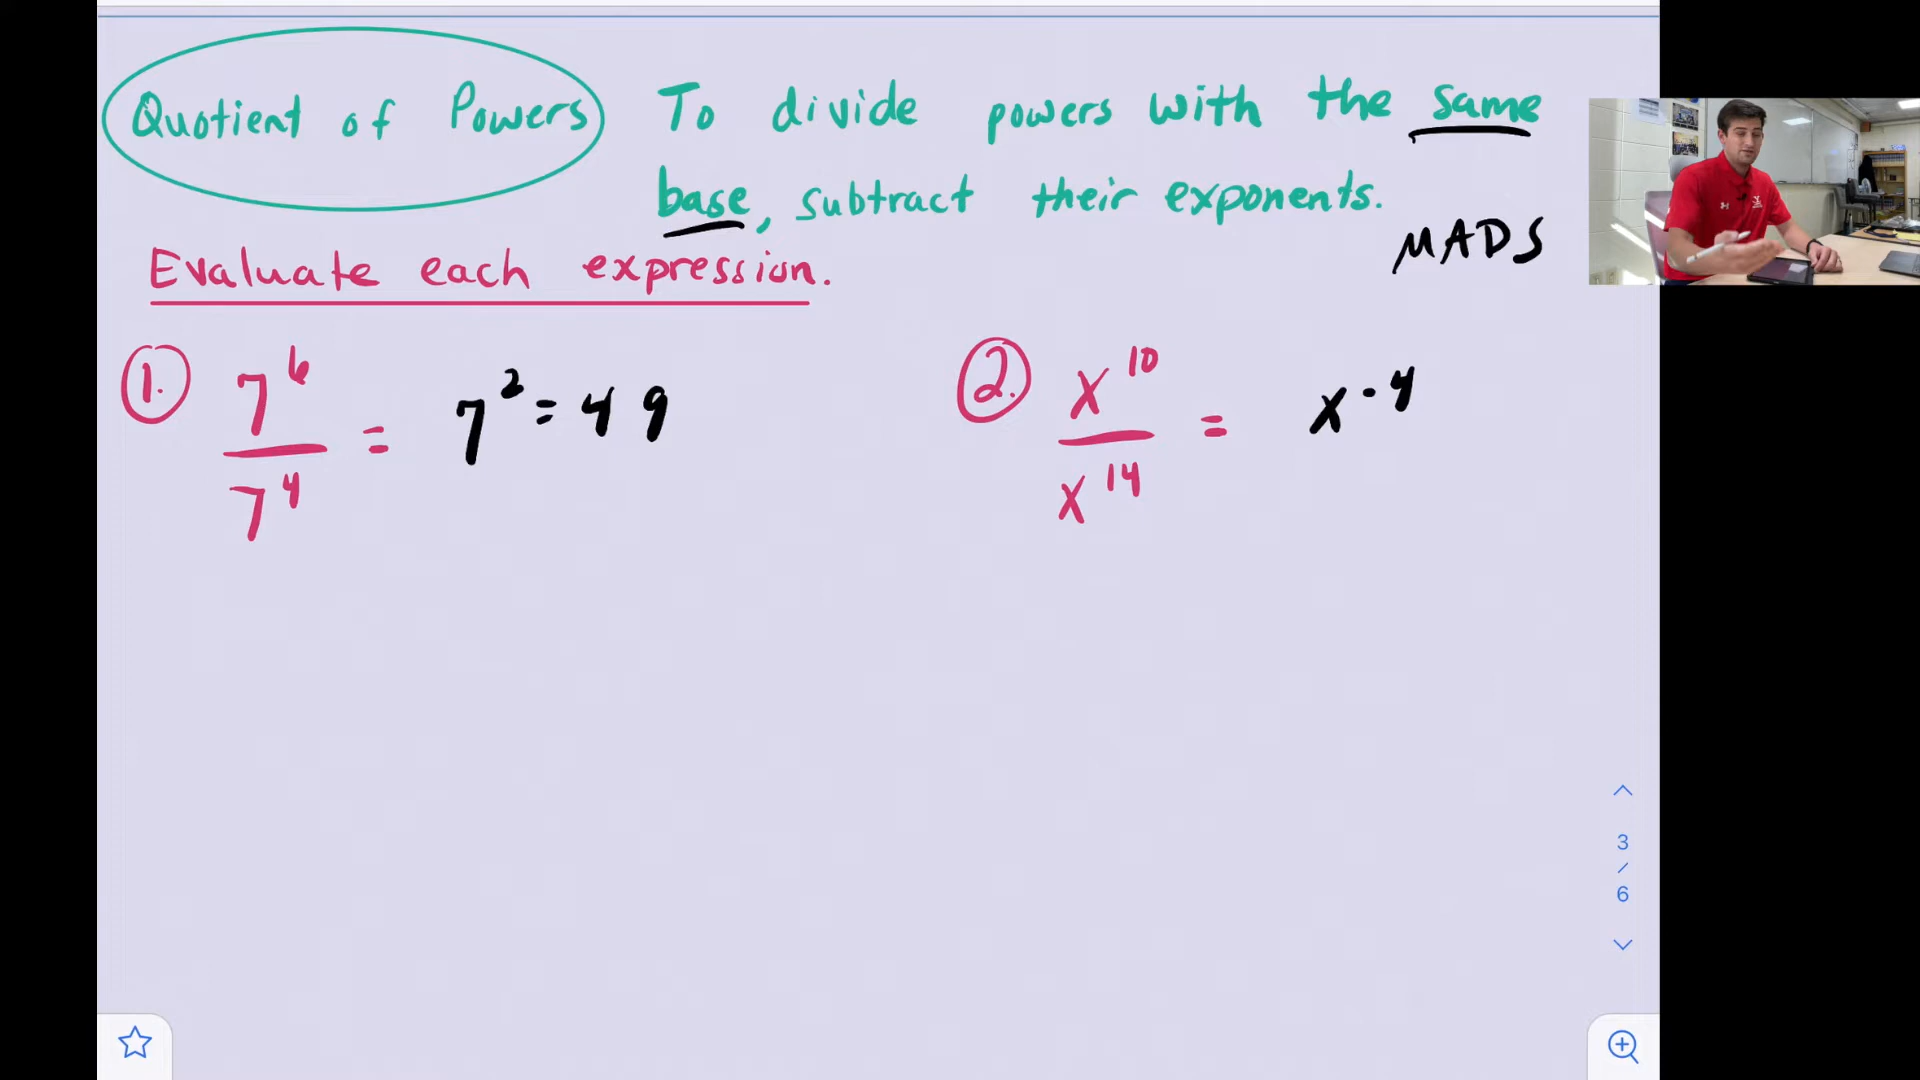 Quotient of Powers To divide powers with the same
base, subtract their exponents.
MADS
Evaluate each expression.
1. 7^6 / 7^4 = 7^2 = 49
2. x^10 / x^14 = x^-4
3
/
6